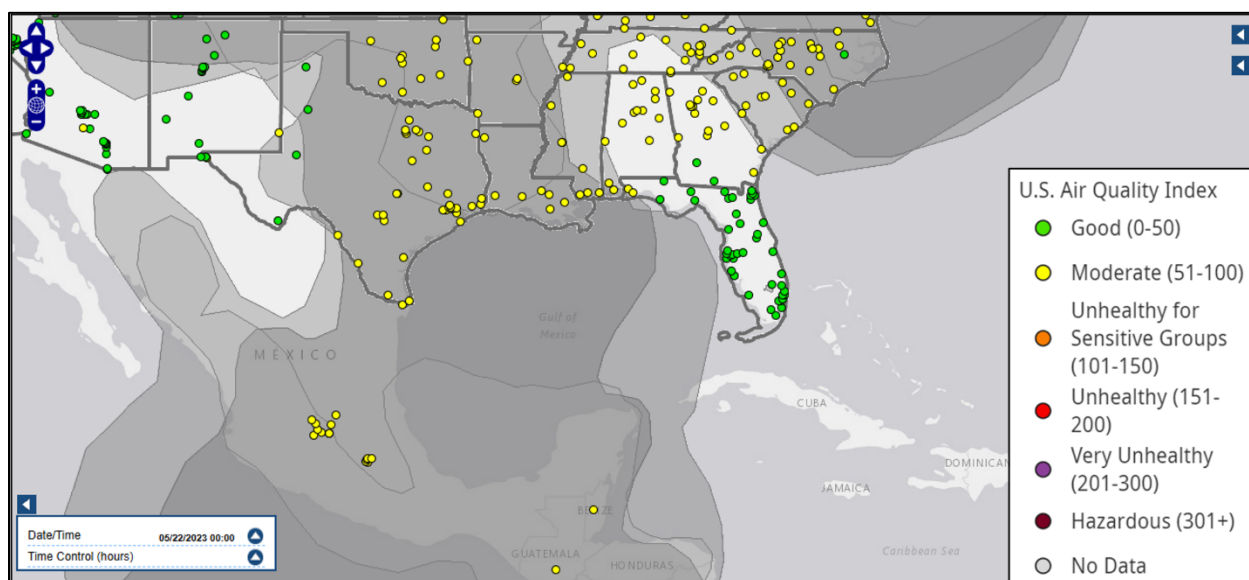 MÉXICO
Gulf of
Mexico
CUBA
DOMINICAN
JAMAICA
BELIZE
GUATEMALA
HONDURAS
Caribbean Sea
+
−
Date/Time 05/22/2023 00:00
Time Control (hours)
U.S. Air Quality Index
Good (0-50)
Moderate (51-100)
Unhealthy for
Sensitive Groups
(101-150)
Unhealthy (151-
200)
Very Unhealthy
(201-300)
Hazardous (301+)
No Data